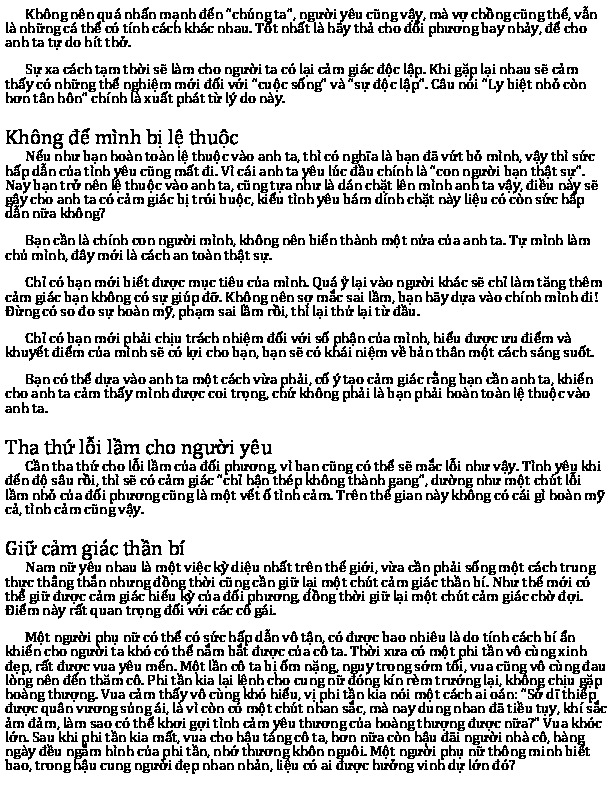 Không nên quá nhấn mạnh đến “chúng ta”, người yêu cũng vậy, mà vợ chồng cũng thế, vẫn
là những cá thể có tính cách khác nhau. Tốt nhất là hãy thả cho đối phương bay nhảy, để cho
anh ta tự do hít thở.
Sự xa cách tạm thời sẽ làm cho người ta có lại cảm giác độc lập. Khi gặp lại nhau sẽ cảm
thấy có những thể nghiệm mới đối với “cuộc sống” và “sự độc lập”. Câu nói “Ly biệt nhỏ còn
hơn tân hôn” chính là xuất phát từ lý do này.
Không để mình bị lệ thuộc
Nếu như bạn hoàn toàn lệ thuộc vào anh ta, thì có nghĩa là bạn đã vứt bỏ mình, vậy thì sức
hấp dẫn của tình yêu cũng mất đi. Vì cái anh ta yêu lúc đầu chính là “con người bạn thật sự”.
Nay bạn trở nên lệ thuộc vào anh ta, cũng tựa như là dán chặt lên mình anh ta vậy, điều này sẽ
gây cho anh ta có cảm giác bị trói buộc, kiểu tình yêu bám dính chặt này liệu có còn sức hấp
dẫn nữa không?
Bạn cần là chính con người mình, không nên biến thành một nửa của anh ta. Tự mình làm
chủ mình, đây mới là cách an toàn thật sự.
Chỉ có bạn mới biết được mục tiêu của mình. Quá ỷ lại vào người khác sẽ chỉ làm tăng thêm
cảm giác bạn không có sự giúp đỡ. Không nên sợ mắc sai lầm, bạn hãy dựa vào chính mình đi!
Đừng có so đo sự hoàn mỹ, phạm sai lầm rồi, thì lại thử lại từ đầu.
Chỉ có bạn mới phải chịu trách nhiệm đối với số phận của mình, hiểu được ưu điểm và
khuyết điểm của mình sẽ có lợi cho bạn, bạn sẽ có khái niệm về bản thân một cách sáng suốt.
Bạn có thể dựa vào anh ta một cách vừa phải, cố ý tạo cảm giác rằng bạn cần anh ta, khiến
cho anh ta cảm thấy mình được coi trọng, chứ không phải là bạn phải hoàn toàn lệ thuộc vào
anh ta.
Tha thứ lỗi lầm cho người yêu
Cần tha thứ cho lỗi lầm của đối phương, vì bạn cũng có thể sẽ mắc lỗi như vậy. Tình yêu khi
đến độ sâu rồi, thì sẽ có cảm giác “chỉ hận thép không thành gang”, dường như một chút lỗi
lầm nhỏ của đối phương cũng là một vết ố tình cảm. Trên thế gian này không có cái gì hoàn mỹ
cả, tình cảm cũng vậy.
Giữ cảm giác thần bí
Nam nữ yêu nhau là một việc kỳ diệu nhất trên thế giới, vừa cần phải sống một cách trung
thực thẳng thắn nhưng đồng thời cũng cần giữ lại một chút cảm giác thần bí. Như thế mới có
thể giữ được cảm giác hiếu kỳ của đối phương, đồng thời giữ lại một chút cảm giác chờ đợi.
Điểm này rất quan trọng đối với các cô gái.
Một người phụ nữ có thể có sức hấp dẫn vô tận, có được bao nhiêu là do tính cách bí ẩn
khiến cho người ta khó có thể nắm bắt được của cô ta. Thời xưa có một phi tần vô cùng xinh
đẹp, rất được vua yêu mến. Một lần cô ta bị ốm nặng, nguy trong sớm tối, vua cũng vô cùng đau
lòng nên đến thăm cô. Phi tần kia lại lệnh cho cung nữ đóng kín rèm trướng lại, không chịu gặp
hoàng thượng. Vua cảm thấy vô cùng khó hiểu, vị phi tần kia nói một cách ai oán: “Sở dĩ thiếp
được quân vương sủng ái, là vì còn có một chút nhan sắc, mà nay dung nhan đã tiều tụy, khí sắc
ảm đảm, làm sao có thể khơi gợi tình cảm yêu thương của hoàng thượng được nữa?” Vua khóc
lớn. Sau khi phi tần kia mất, vua cho hậu táng cô ta, hơn nữa còn hậu đãi người nhà cô, hàng
ngày đều ngắm hình của phi tần, nhớ thương khôn nguôi. Một người phụ nữ thông minh biết
bao, trong hậu cung người đẹp nhan nhản, liệu có ai được hưởng vinh dự lớn đó?